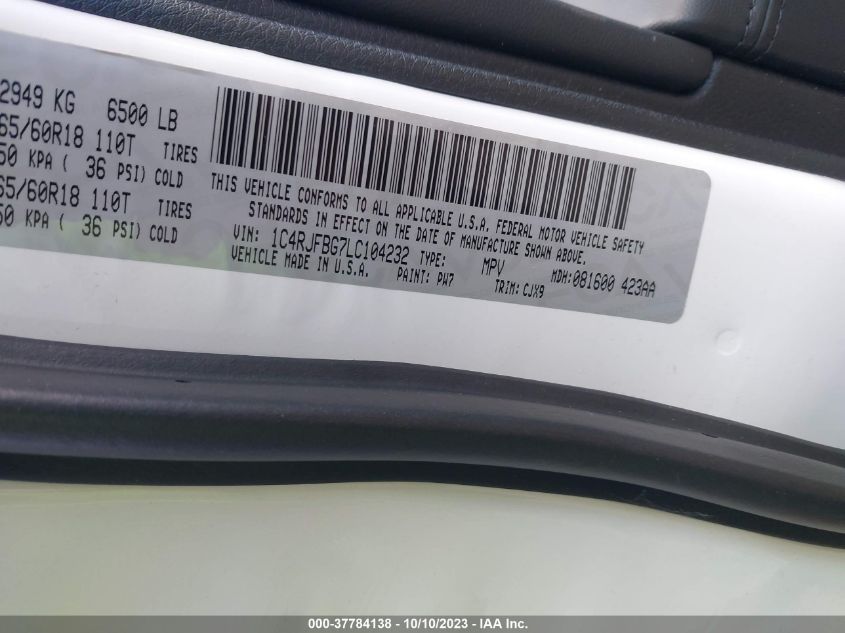 2949 KG 6500 LB
65/60R18 110T TIRES
50 KPA ( 36 PSI) COLD
65/60R18 110T TIRES
50 KPA ( 36 PSI) COLD
THIS VEHICLE CONFORMS TO ALL APPLICABLE U.S.A. FEDERAL MOTOR VEHICLE SAFETY
STANDARDS IN EFFECT ON THE DATE OF MANUFACTURE SHOWN ABOVE.
VIN: 1C4RJFBG7LC104232 TYPE: MPV MDH: 081600 423AA
VEHICLE MADE IN U.S.A. PAINT: PW7 TRIM: CJX9
000-37784138 - 10/10/2023 - IAA Inc.